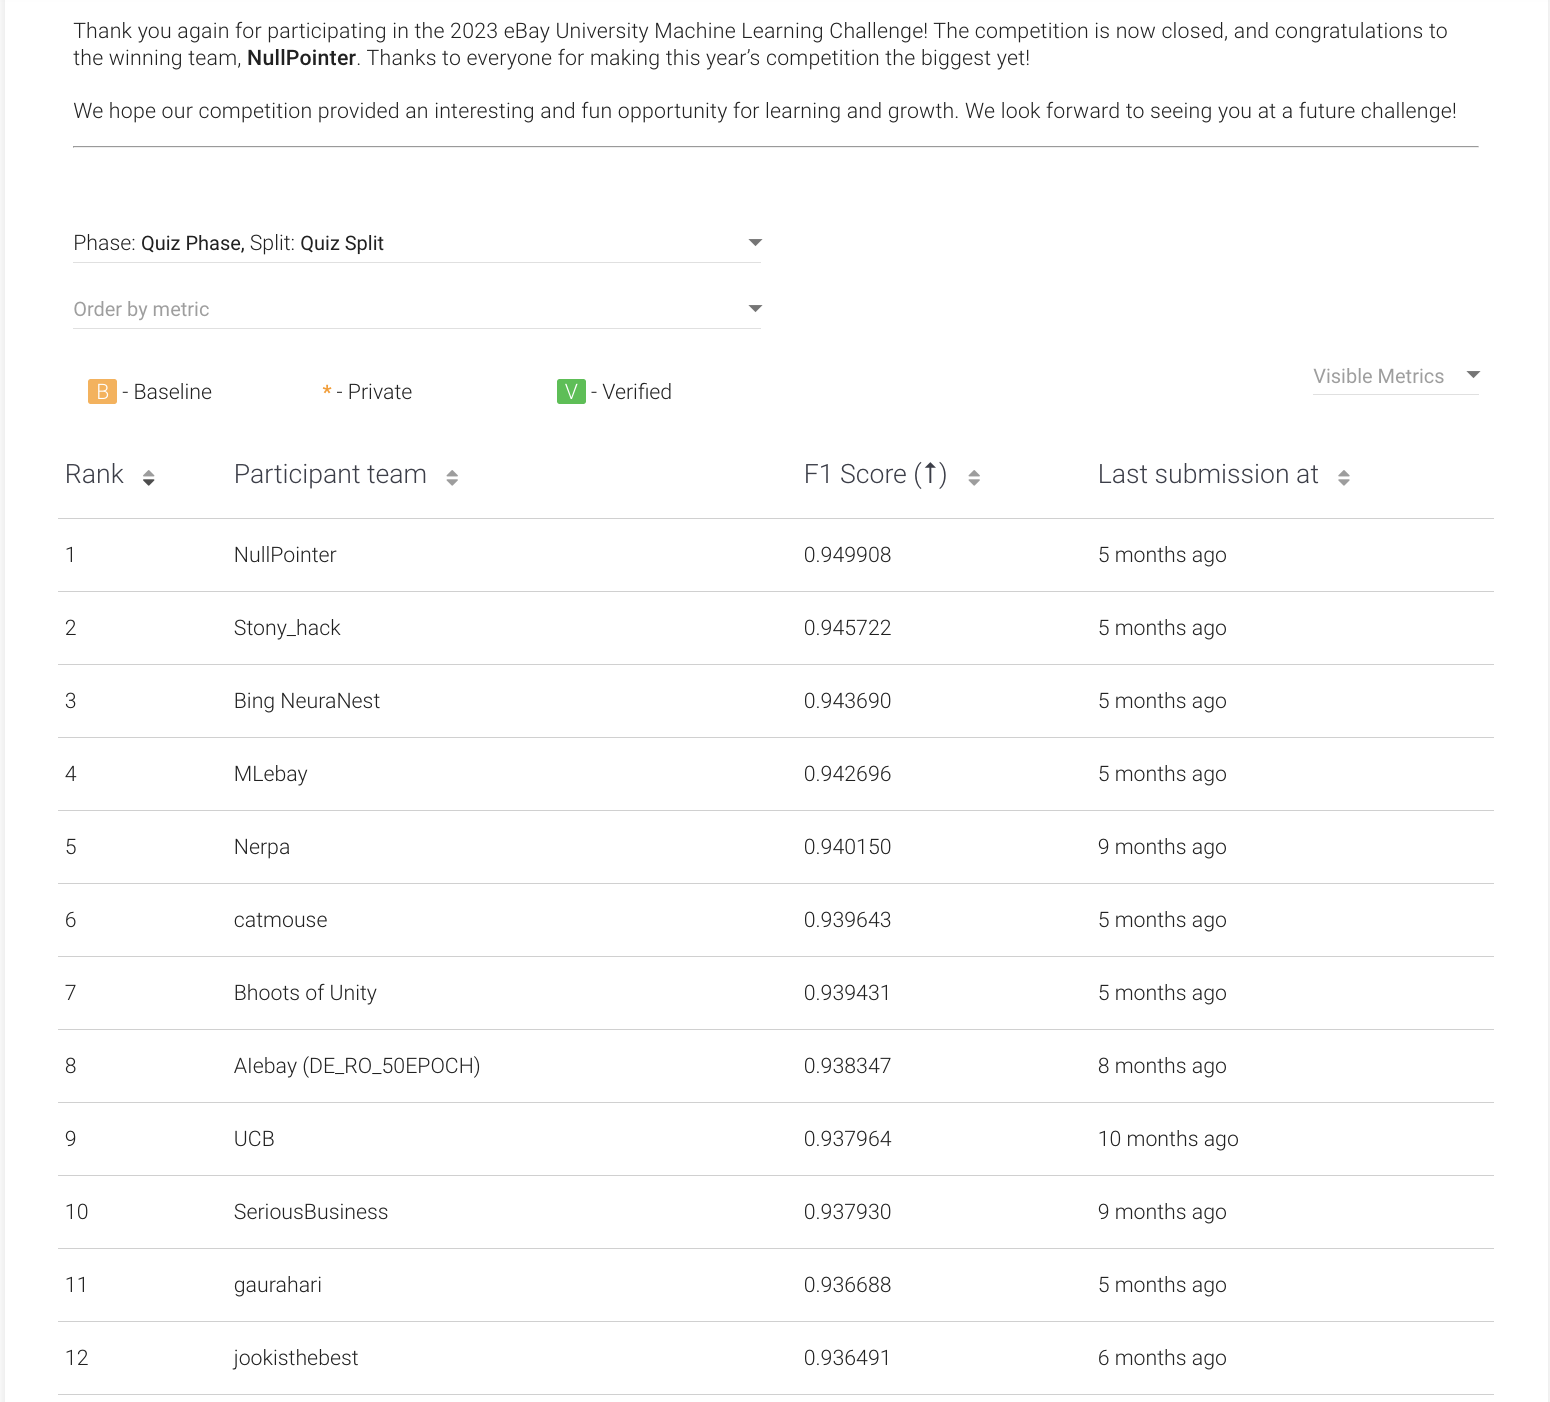 Thank you again for participating in the 2023 eBay University Machine Learning Challenge! The competition is now closed, and congratulations to
the winning team, NullPointer. Thanks to everyone for making this year’s competition the biggest yet!
We hope our competition provided an interesting and fun opportunity for learning and growth. We look forward to seeing you at a future challenge!
Phase: Quiz Phase, Split: Quiz Split
Order by metric
B - Baseline * - Private V - Verified
Visible Metrics
Rank Participant team F1 Score (↑) Last submission at
1 NullPointer 0.949908 5 months ago
2 Stony_hack 0.945722 5 months ago
3 Bing NeuraNest 0.943690 5 months ago
4 MLebay 0.942696 5 months ago
5 Nerpa 0.940150 9 months ago
6 catmouse 0.939643 5 months ago
7 Bhoots of Unity 0.939431 5 months ago
8 AIebay (DE_RO_50EPOCH) 0.938347 8 months ago
9 UCB 0.937964 10 months ago
10 SeriousBusiness 0.937930 9 months ago
11 gaurahari 0.936688 5 months ago
12 jookisthebest 0.936491 6 months ago